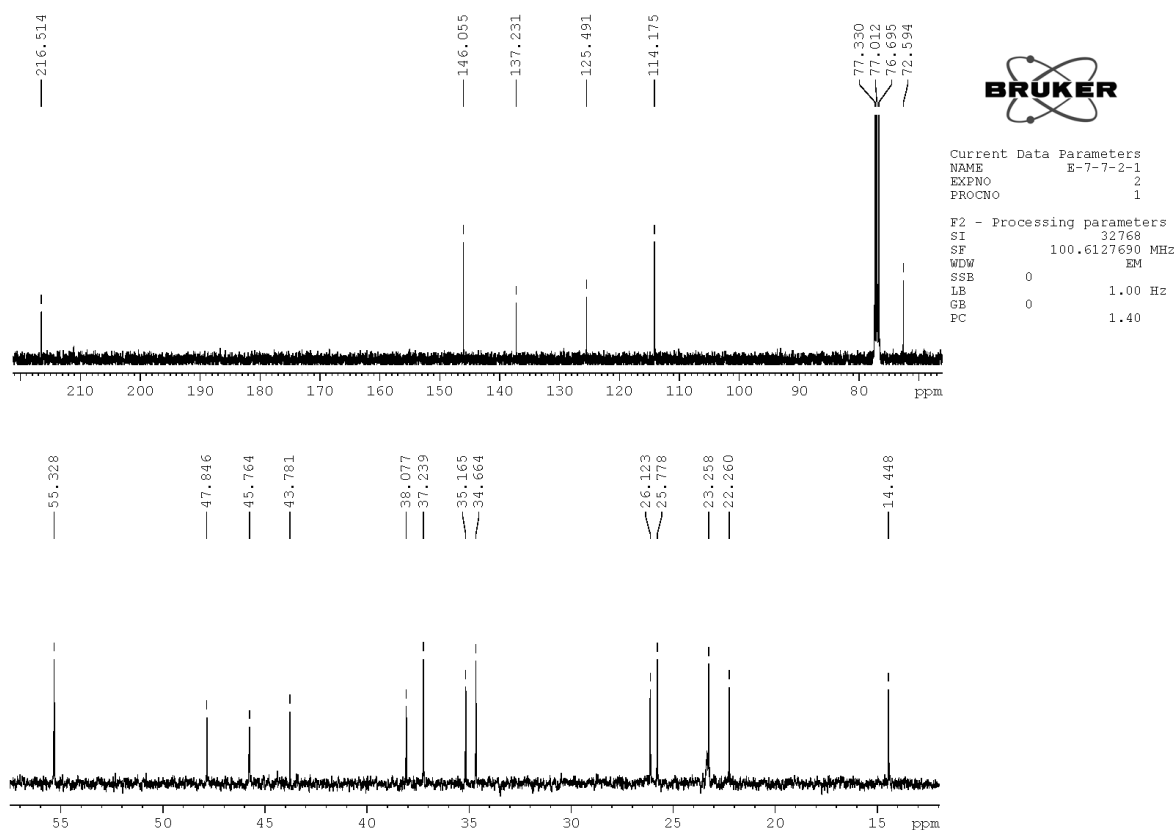 216.514
146.055
137.231
125.491
114.175
77.330
77.012
76.695
72.594
BRUKER
Current Data Parameters
NAME E-7-7-2-1
EXPNO 2
PROCNO 1
F2 - Processing parameters
SI 32768
SF 100.6127690 MHz
WDW EM
SSB 0
LB 1.00 Hz
GB 0
PC 1.40
210 200 190 180 170 160 150 140 130 120 110 100 90 80 ppm
55.328
47.846
45.764
43.781
38.077
37.239
35.165
34.664
26.123
25.778
23.258
22.260
14.448
55 50 45 40 35 30 25 20 15 ppm